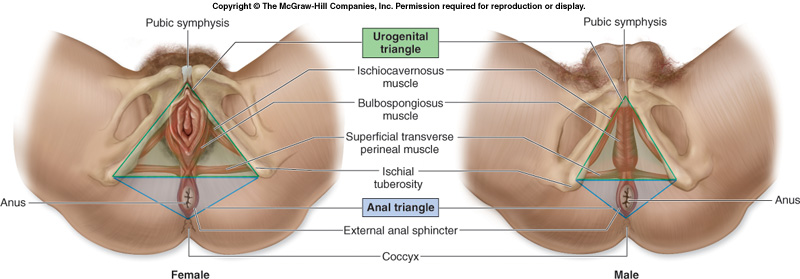 Copyright © The McGraw-Hill Companies, Inc. Permission required for reproduction or display.
Pubic symphysis
Pubic symphysis
Urogenital
triangle
Ischiocavernosus
muscle
Bulbospongiosus
muscle
Superficial transverse
perineal muscle
Ischial
tuberosity
Anus
Anal triangle
Anus
External anal sphincter
Coccyx
Female
Male